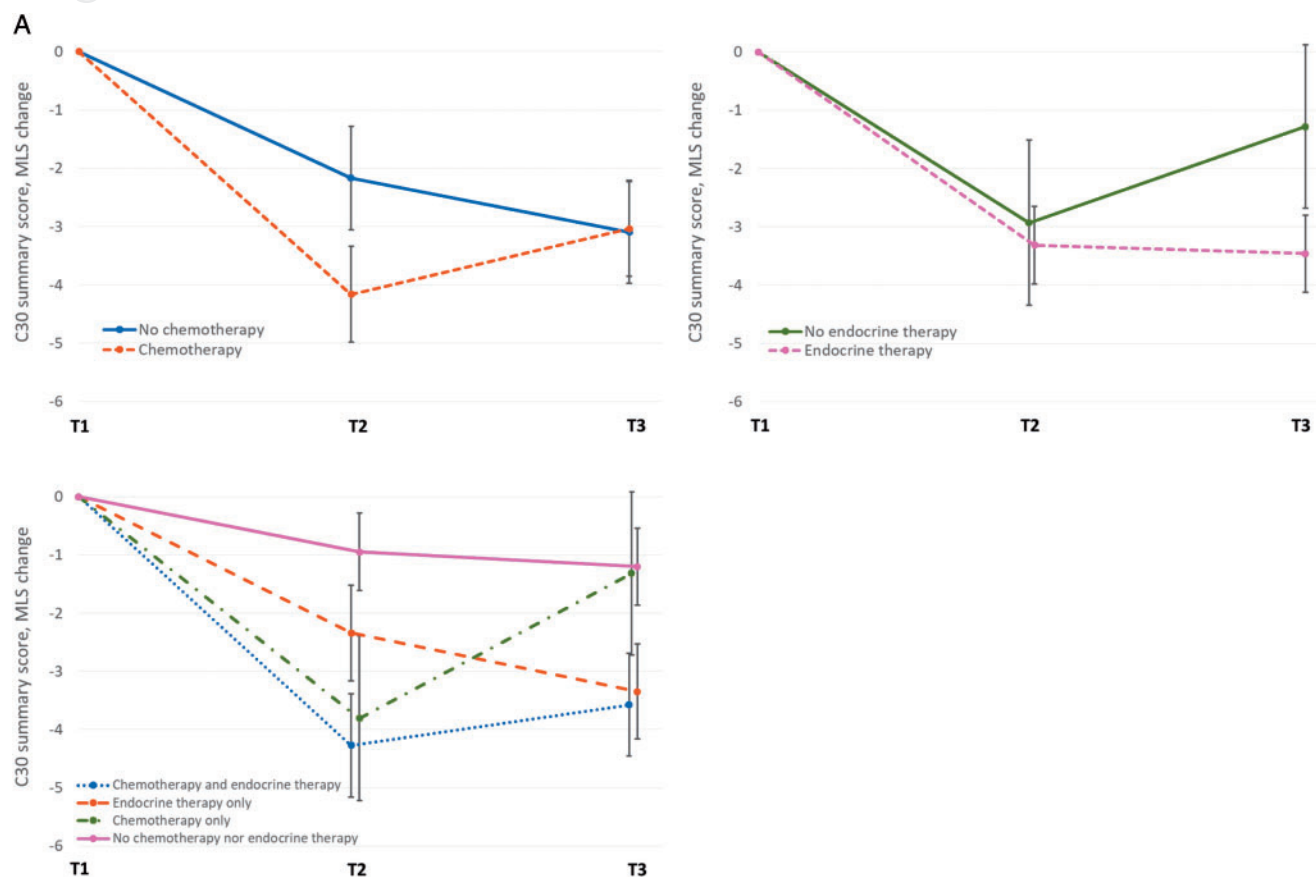 A
C30 summary score, MLS change
0
-1
-2
-3
-4
-5
-6
No chemotherapy
Chemotherapy
T1
T2
T3
C30 summary score, MLS change
0
-1
-2
-3
-4
-5
-6
No endocrine therapy
Endocrine therapy
T1
T2
T3
C30 summary score, MLS change
0
-1
-2
-3
-4
-5
-6
Chemotherapy and endocrine therapy
Endocrine therapy only
Chemotherapy only
No chemotherapy nor endocrine therapy
T1
T2
T3